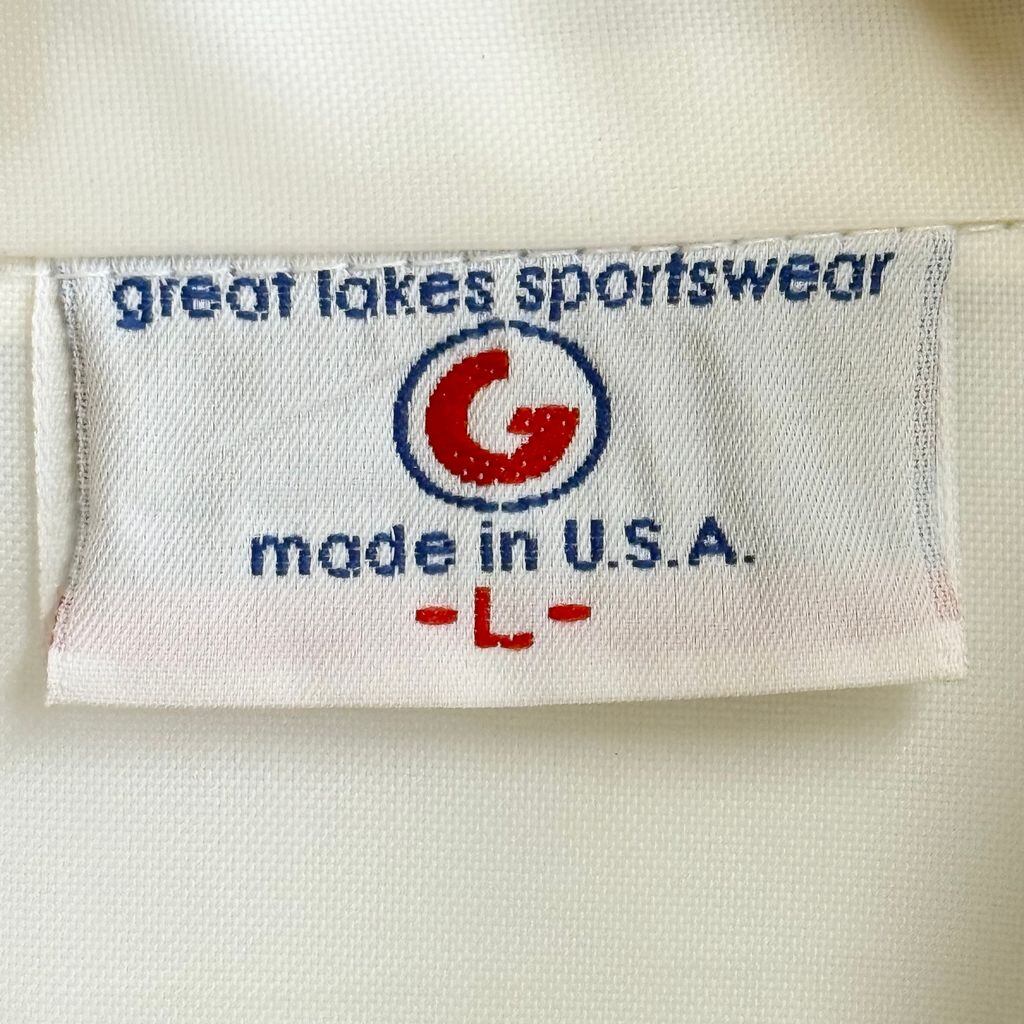 great lakes sportswear
G
made in U.S.A.
-L-